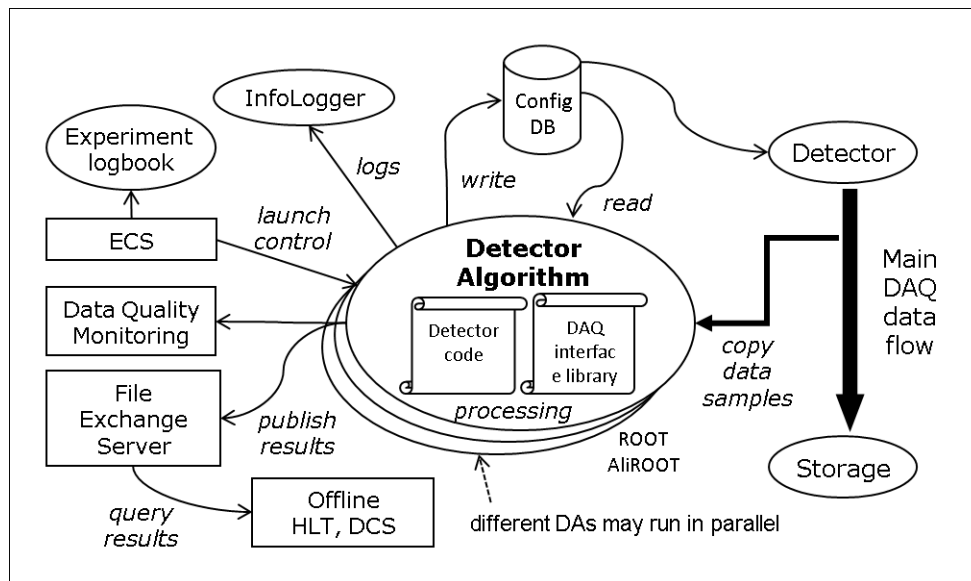 InfoLogger
Config
DB
Experiment
logbook
Detector
logs
write
read
launch
control
ECS
Detector
Algorithm
Main
DAQ
data
flow
Data Quality
Monitoring
Detector
code
DAQ
interfac
e library
copy
data
samples
processing
File
Exchange
Server
publish
results
ROOT
AliROOT
Storage
Offline
HLT, DCS
query
results
different DAs may run in parallel